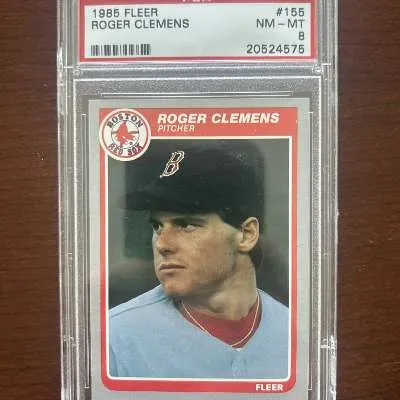 1985 FLEER #155
ROGER CLEMENS NM-MT
8
20524575
BOSTON
RED SOX
ROGER CLEMENS
PITCHER
B
FLEER